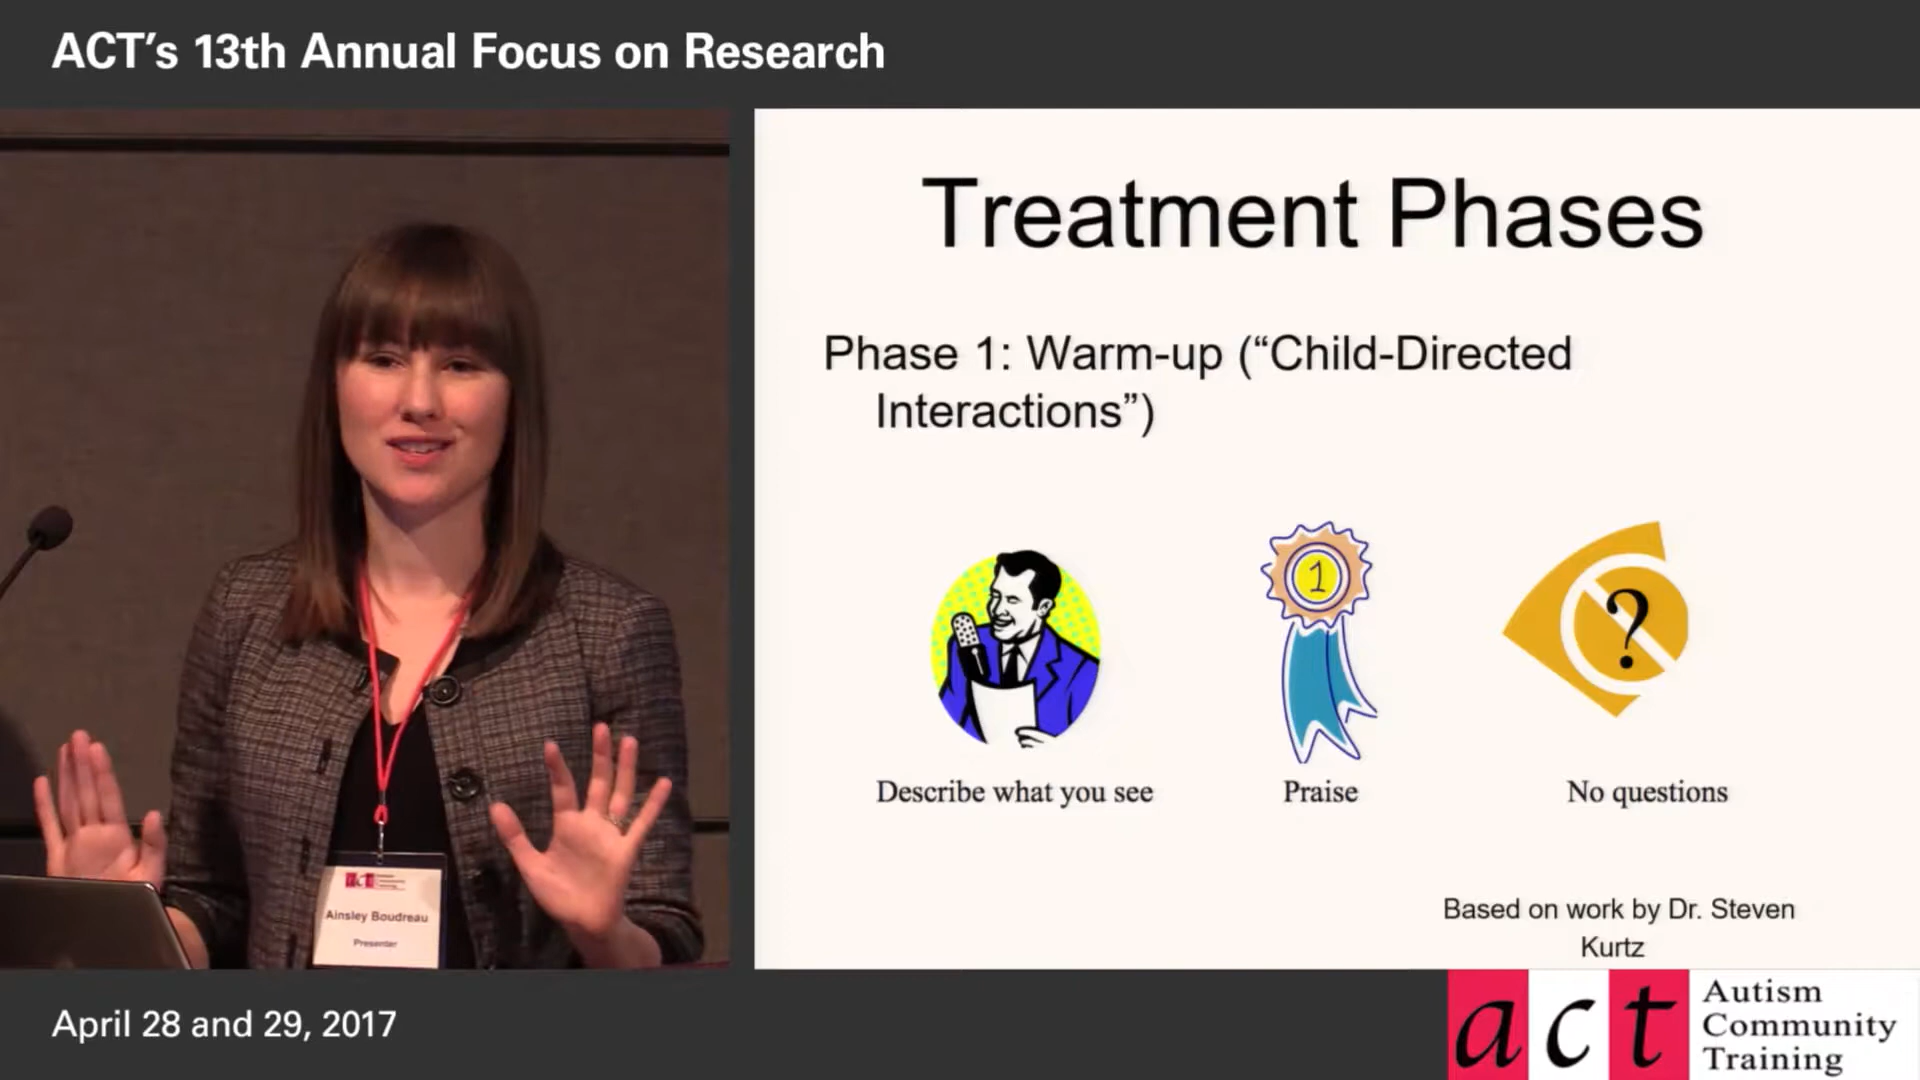 ACT's 13th Annual Focus on Research
Treatment Phases
Phase 1: Warm-up (“Child-Directed
Interactions”)
1
?
Describe what you see
Praise
No questions
Based on work by Dr. Steven
Kurtz
act
Ainsley Boudreau
Presenter
April 28 and 29, 2017
act
Autism
Community
Training